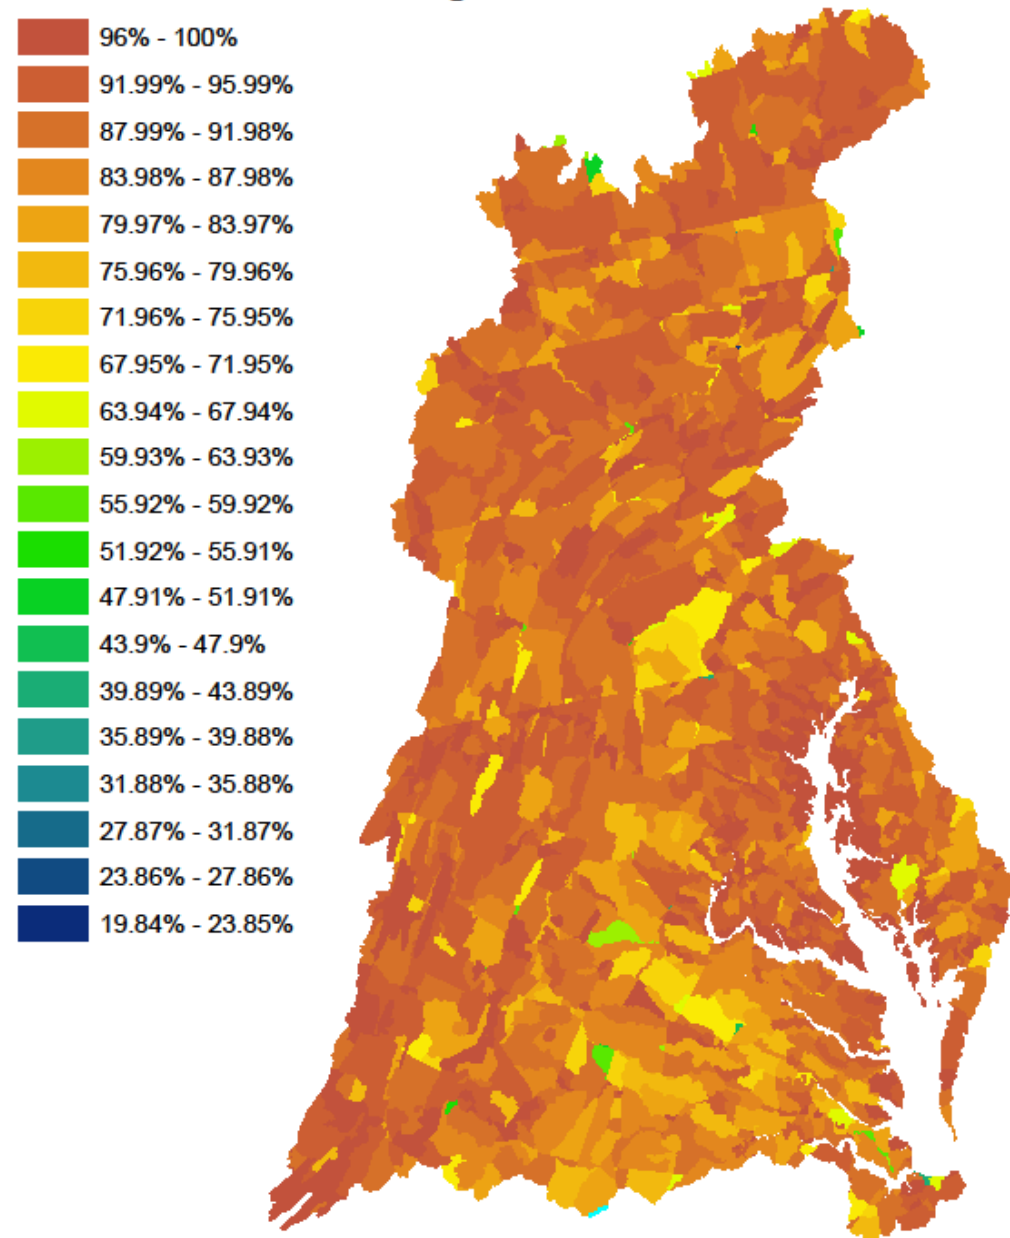 96% - 100%
91.99% - 95.99%
87.99% - 91.98%
83.98% - 87.98%
79.97% - 83.97%
75.96% - 79.96%
71.96% - 75.95%
67.95% - 71.95%
63.94% - 67.94%
59.93% - 63.93%
55.92% - 59.92%
51.92% - 55.91%
47.91% - 51.91%
43.9% - 47.9%
39.89% - 43.89%
35.89% - 39.88%
31.88% - 35.88%
27.87% - 31.87%
23.86% - 27.86%
19.84% - 23.85%